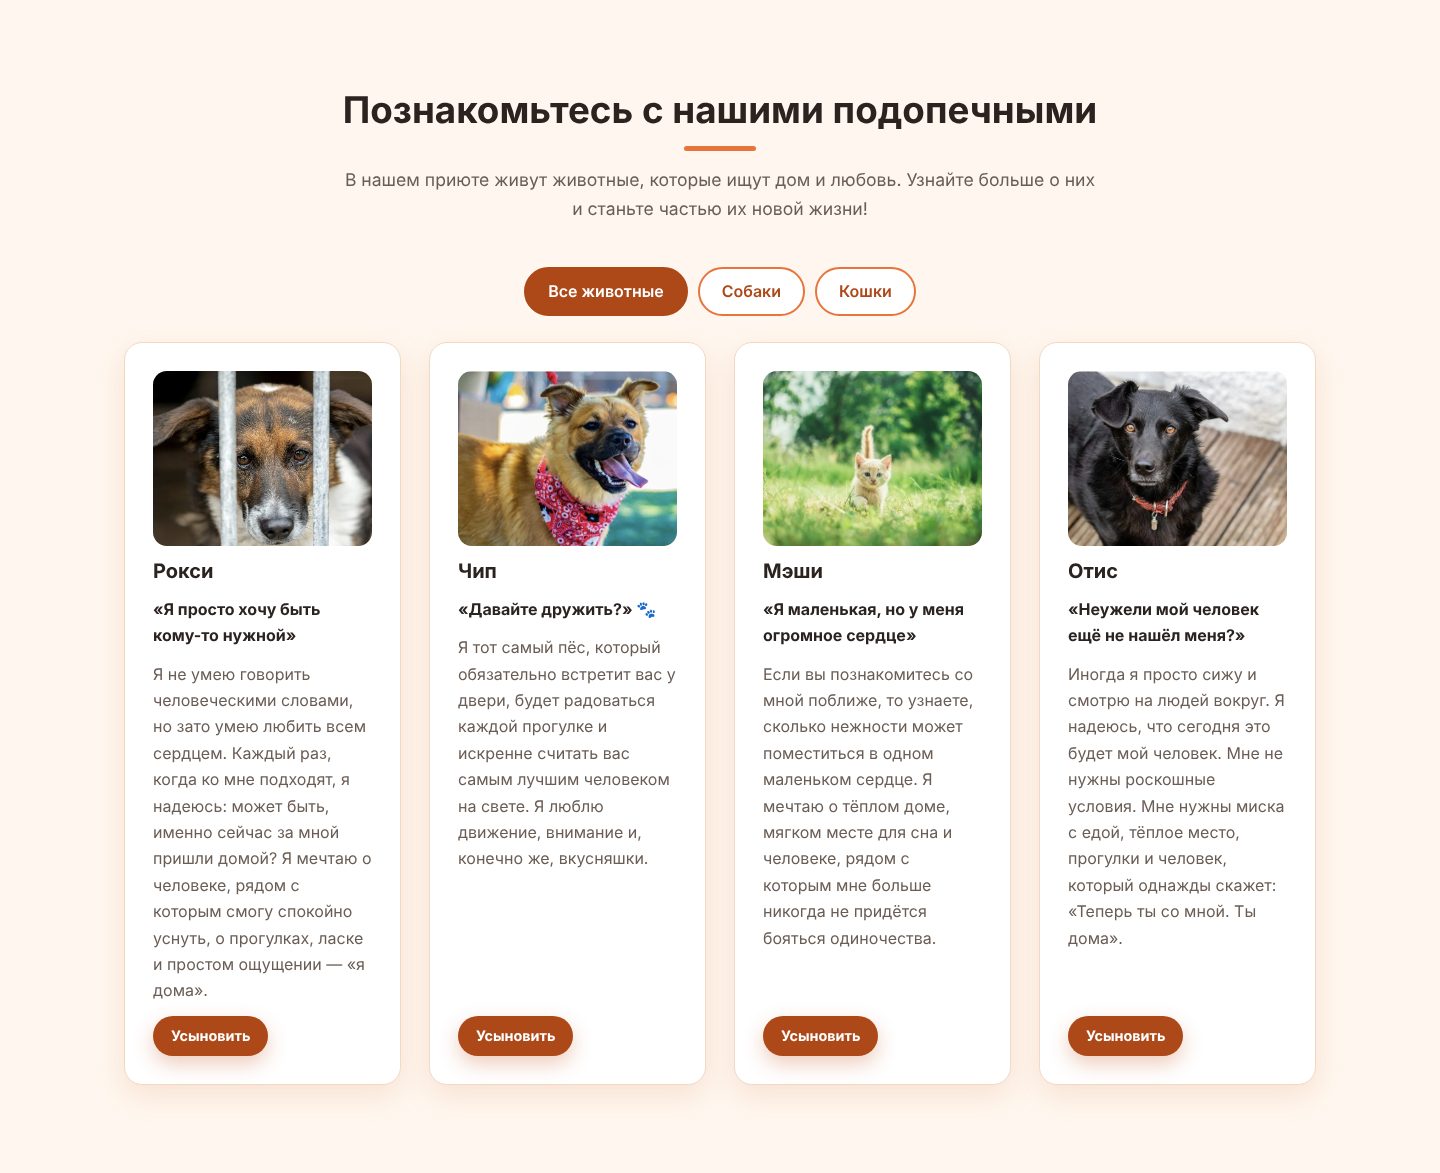 Познакомьтесь с нашими подопечными
В нашем приюте живут животные, которые ищут дом и любовь. Узнайте больше о них
и станьте частью их новой жизни!
Все животные
Собаки
Кошки
Рокси
«Я просто хочу быть
кому-то нужной»
Я не умею говорить
человеческими словами,
но зато умею любить всем
сердцем. Каждый раз,
когда ко мне подходят, я
надеюсь: может быть,
именно сейчас за мной
пришли домой? Я мечтаю о
человеке, рядом с
которым смогу спокойно
уснуть, о прогулках, ласке
и простом ощущении — «я
дома».
Усыновить
Чип
«Давайте дружить?» 🐾
Я тот самый пёс, который
обязательно встретит вас у
двери, будет радоваться
каждой прогулке и
искренне считать вас
самым лучшим человеком
на свете. Я люблю
движение, внимание и,
конечно же, вкусняшки.
Усыновить
Мэши
«Я маленькая, но у меня
огромное сердце»
Если вы познакомитесь со
мной поближе, то узнаете,
сколько нежности может
поместиться в одном
маленьком сердце. Я
мечтаю о тёплом доме,
мягком месте для сна и
человеке, рядом с
которым мне больше
никогда не придётся
бояться одиночества.
Усыновить
Отис
«Неужели мой человек
ещё не нашёл меня?»
Иногда я просто сижу и
смотрю на людей вокруг. Я
надеюсь, что сегодня это
будет мой человек. Мне не
нужны роскошные
условия. Мне нужны миска
с едой, тёплое место,
прогулки и человек,
который однажды скажет:
«Теперь ты со мной. Ты
дома».
Усыновить